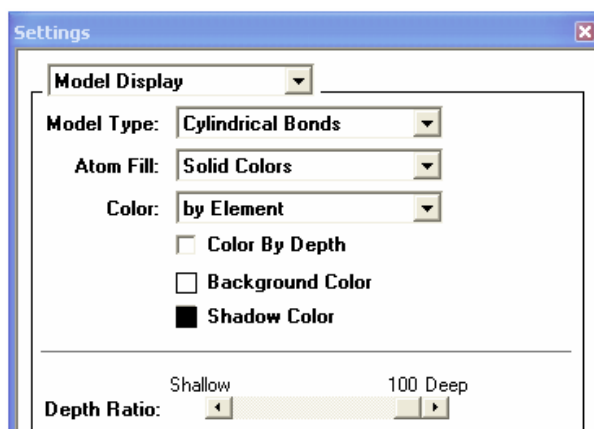 Settings
Model Display
Model Type: Cylindrical Bonds
Atom Fill: Solid Colors
Color: by Element
Color By Depth
Background Color
Shadow Color
Shallow 100 Deep
Depth Ratio: